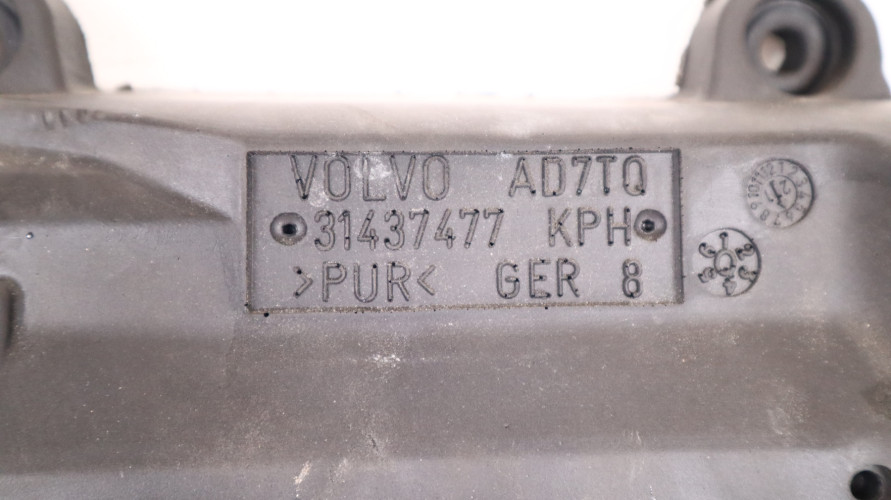 VOLVO AD7TQ
31437477 KPH
>PUR< GER 8